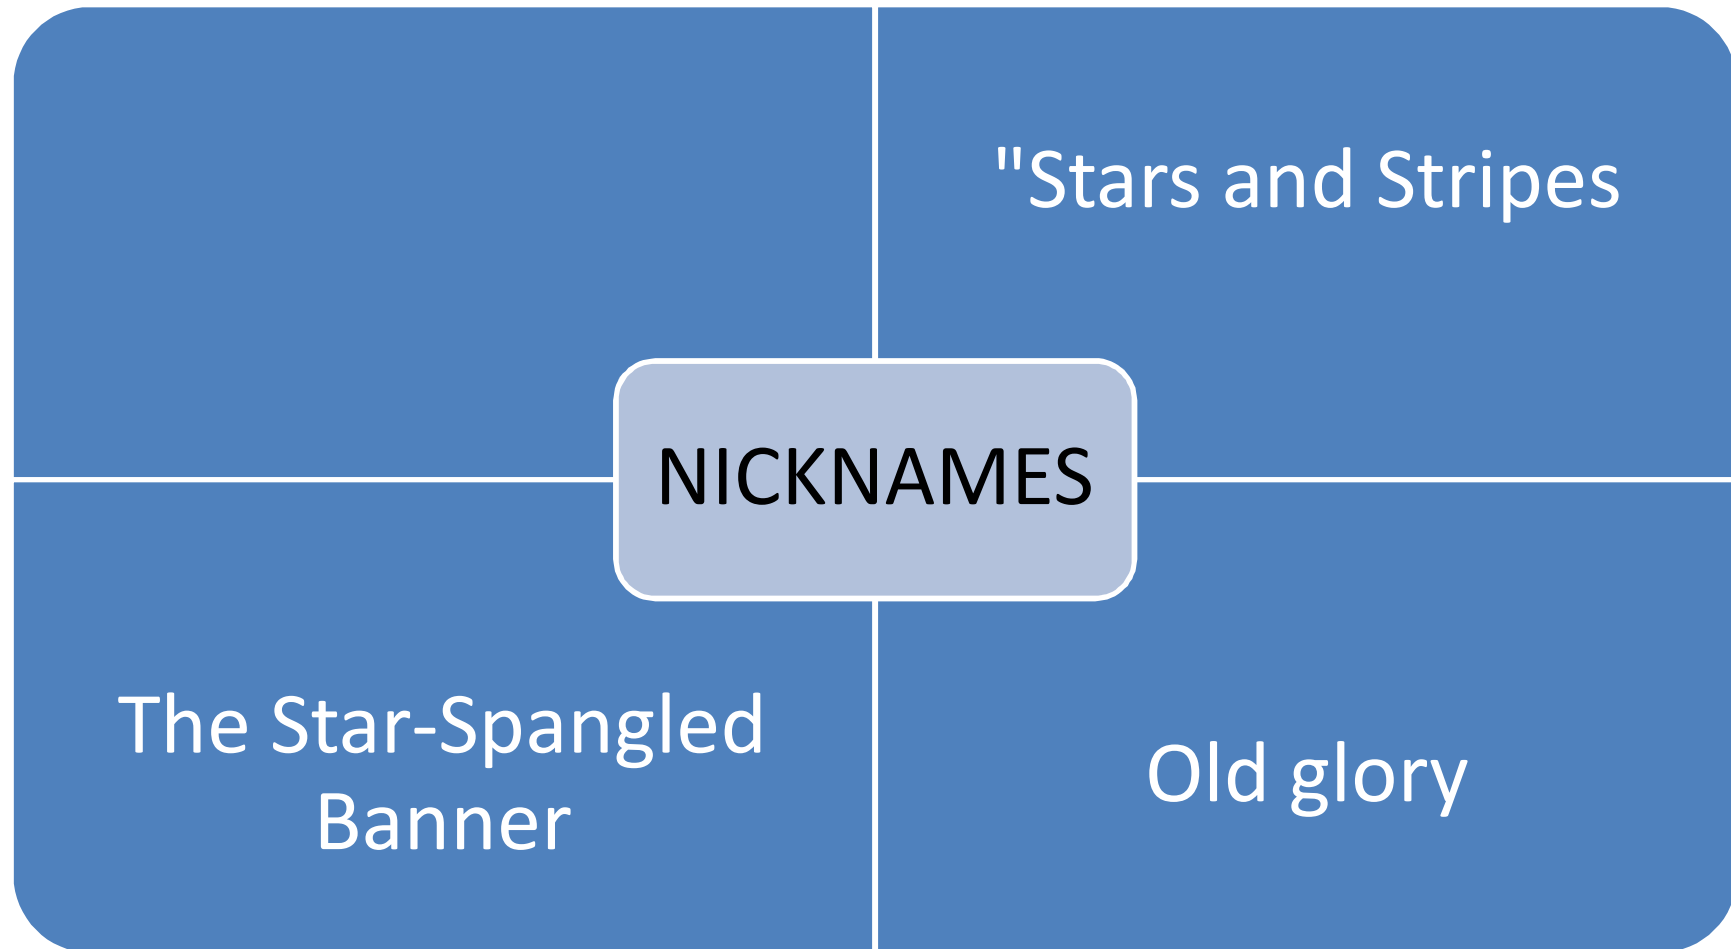 "Stars and Stripes
NICKNAMES
The Star-Spangled
Banner
Old glory